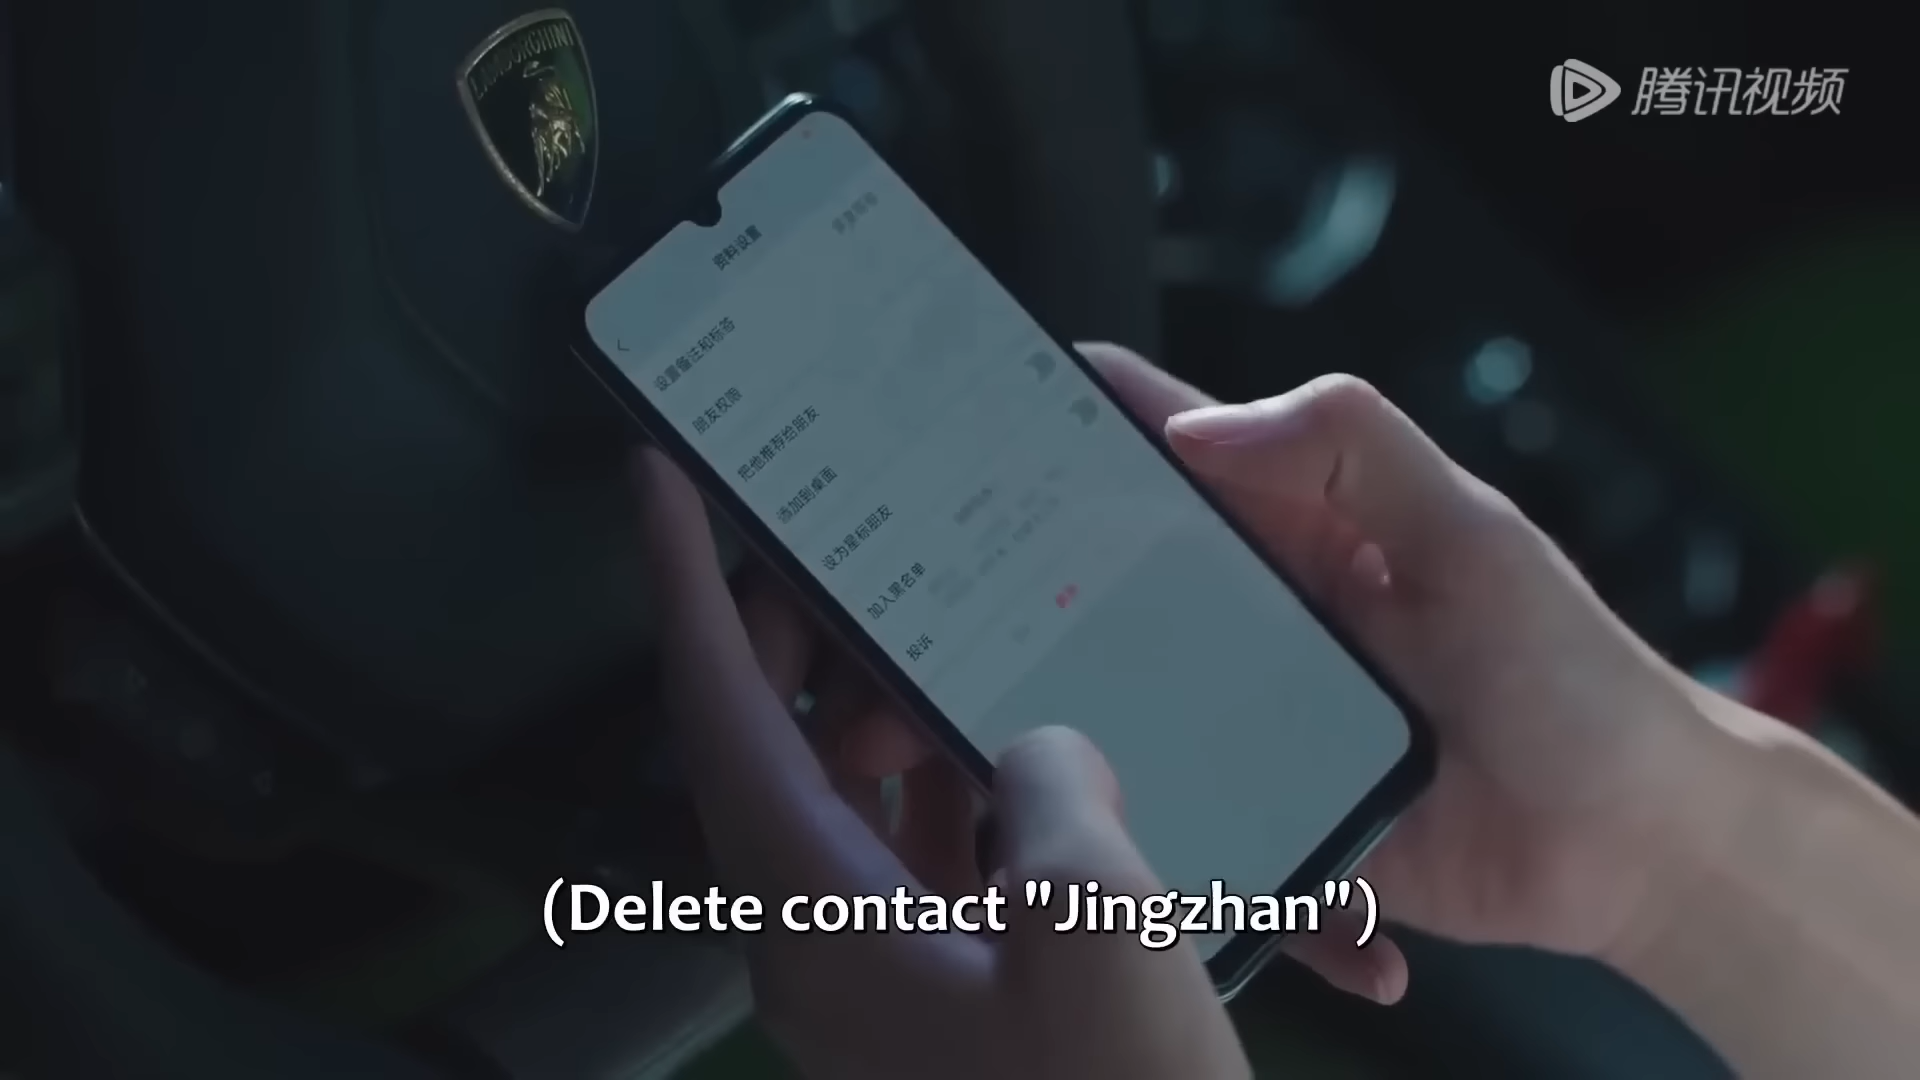 LAMBORGHINI
腾讯视频
资料设置
设置备注和标签
朋友权限
把他推荐给朋友
添加到桌面
设为星标朋友
加入黑名单
投诉
(Delete contact "Jingzhan")